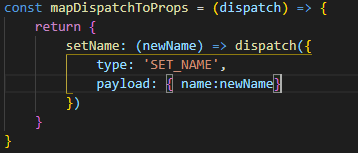 const mapDispatchToProps = (dispatch) => {
    return {
        setName: (newName) => dispatch({
            type: 'SET_NAME',
            payload: { name:newName}
        })
    }
}